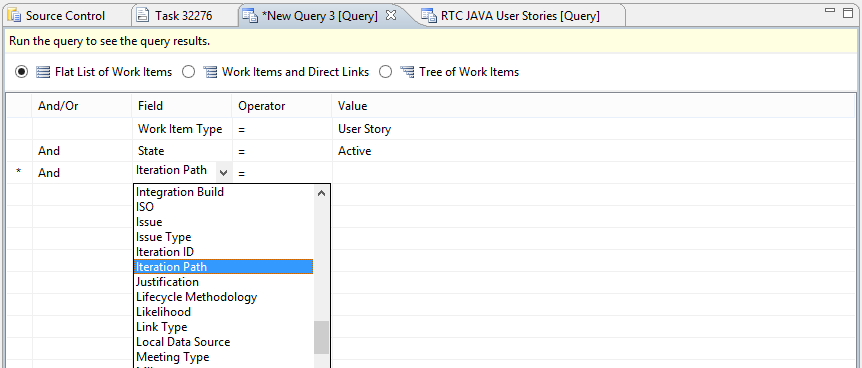 Source Control Task 32276 *New Query 3 [Query] RTC JAVA User Stories [Query]
Run the query to see the query results.
Flat List of Work Items Work Items and Direct Links Tree of Work Items
And/Or Field Operator Value
Work Item Type = User Story
And State = Active
* And Iteration Path =
Integration Build
ISO
Issue
Issue Type
Iteration ID
Iteration Path
Justification
Lifecycle Methodology
Likelihood
Link Type
Local Data Source
Meeting Type